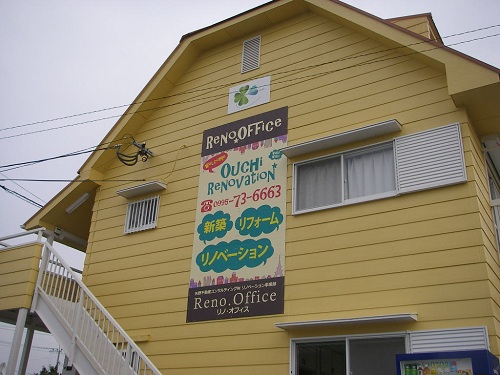 RENO★OFFICE
OUCHI
RENOVATION★
☎0995-73-6663
新築 リフォーム
リノベーション
Reno.Office
リノ・オフィス